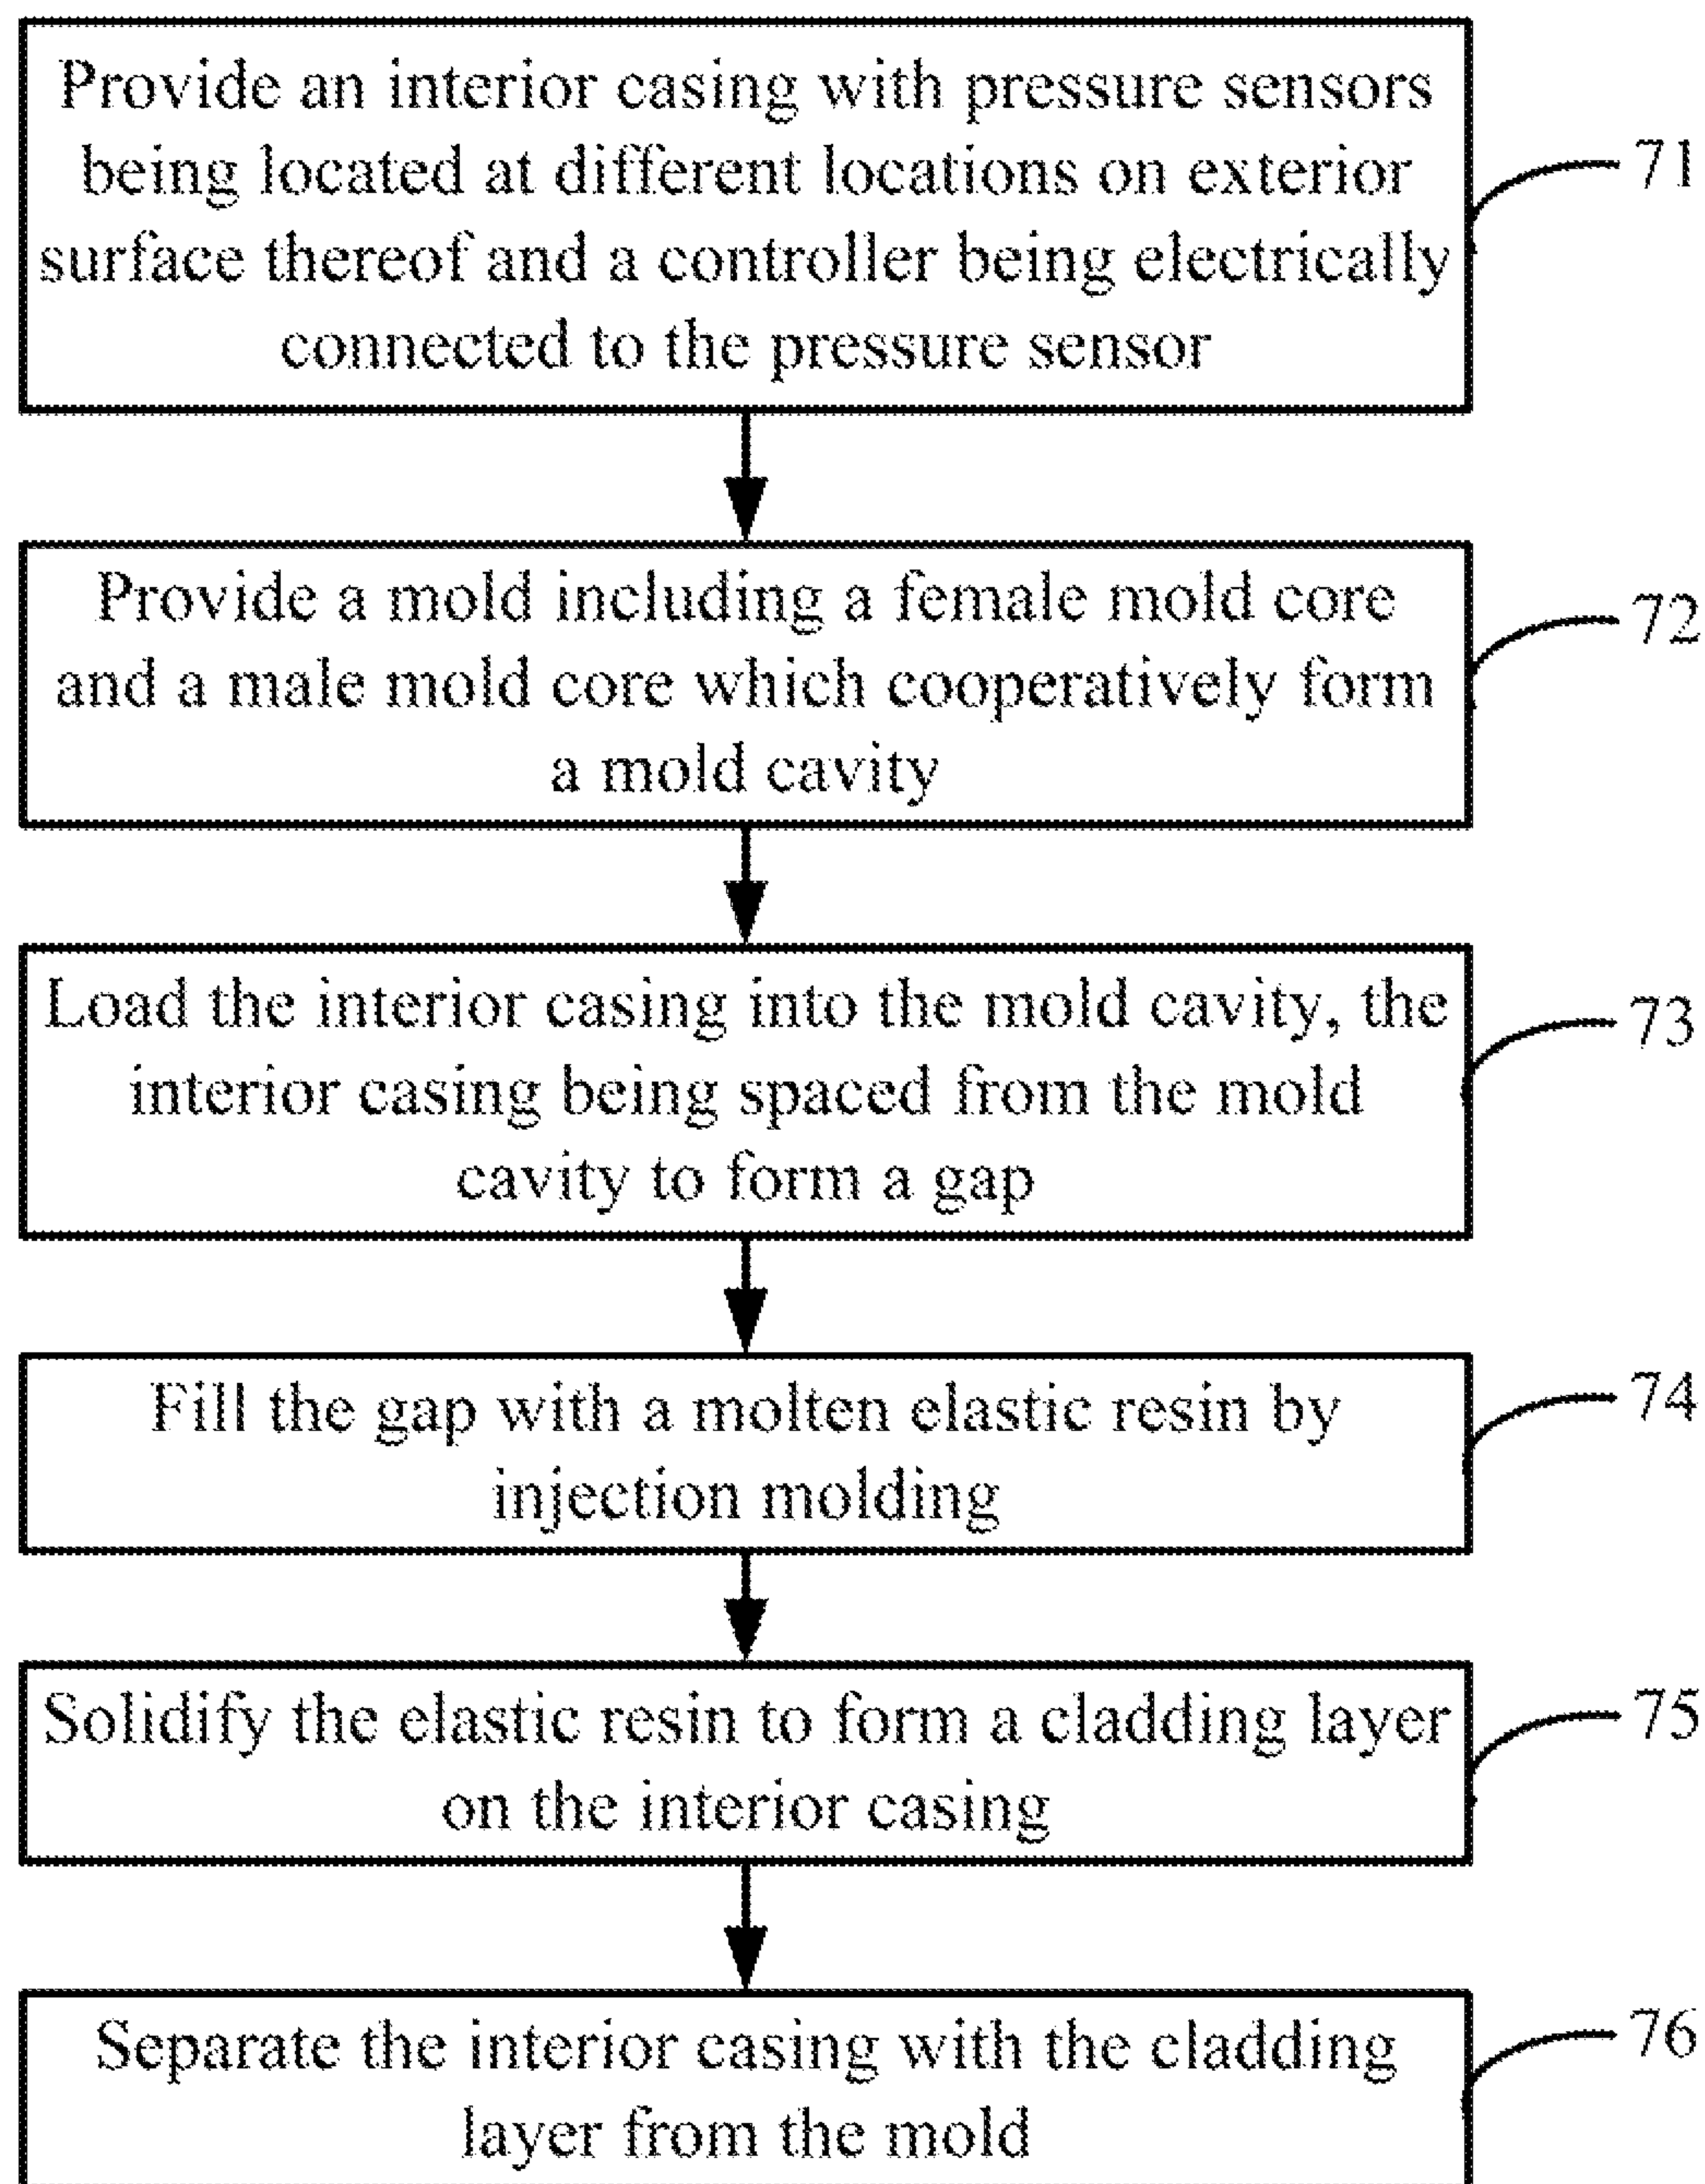 Provide an interior casing with pressure sensors
being located at different locations on exterior
surface thereof and a controller being electrically
connected to the pressure sensor
71
Provide a mold including a female mold core
and a male mold core which cooperatively form
a mold cavity
72
Load the interior casing into the mold cavity, the
interior casing being spaced from the mold
cavity to form a gap
73
Fill the gap with a molten elastic resin by
injection molding
74
Solidify the elastic resin to form a cladding layer
on the interior casing
75
Separate the interior casing with the cladding
layer from the mold
76